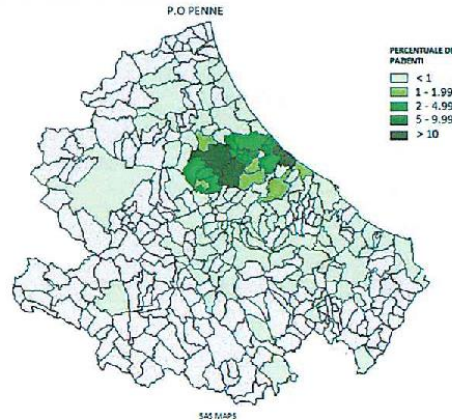 P.O PENNE
PERCENTUALE DI
PAZIENTI
< 1
1 - 1.99
2 - 4.99
5 - 9.99
> 10
SAS MAPS